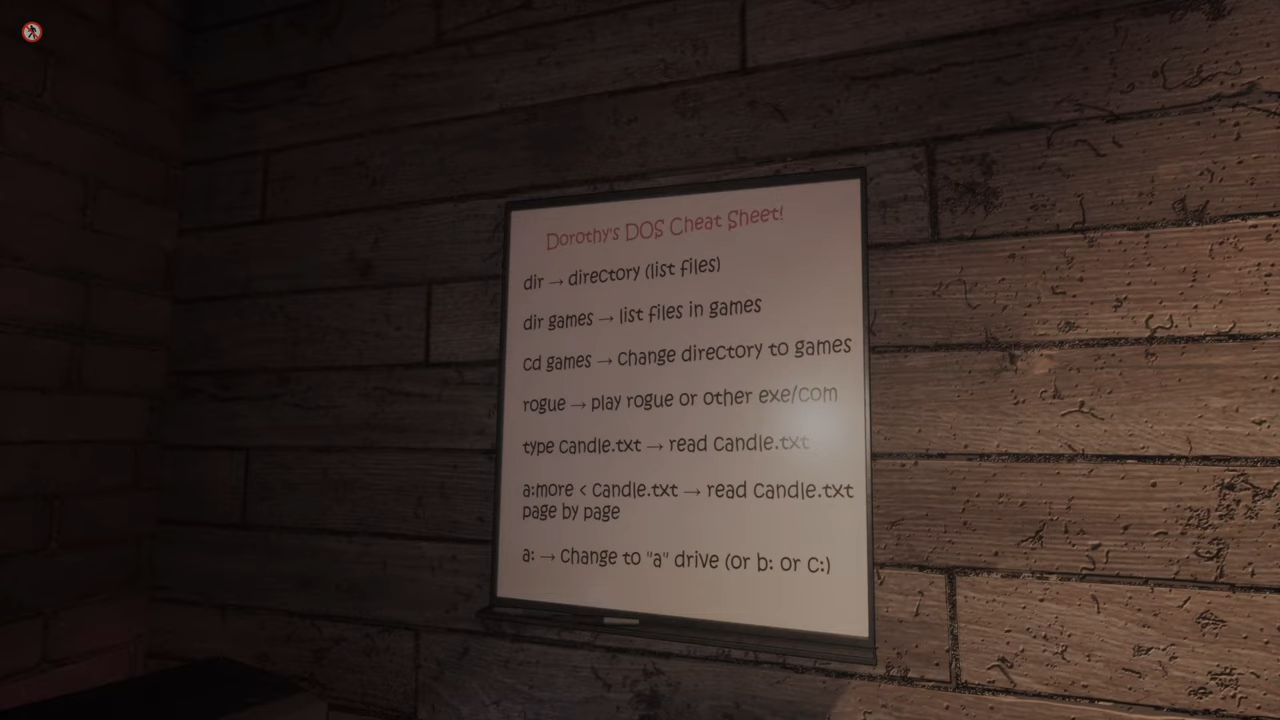 Dorothy's DOS Cheat Sheet!
dir → directory (list files)
dir games → list files in games
cd games → change directory to games
rogue → play rogue or other exe/com
type candle.txt → read candle.txt
a:more < candle.txt → read candle.txt
page by page
a: → change to "a" drive (or b: or c:)